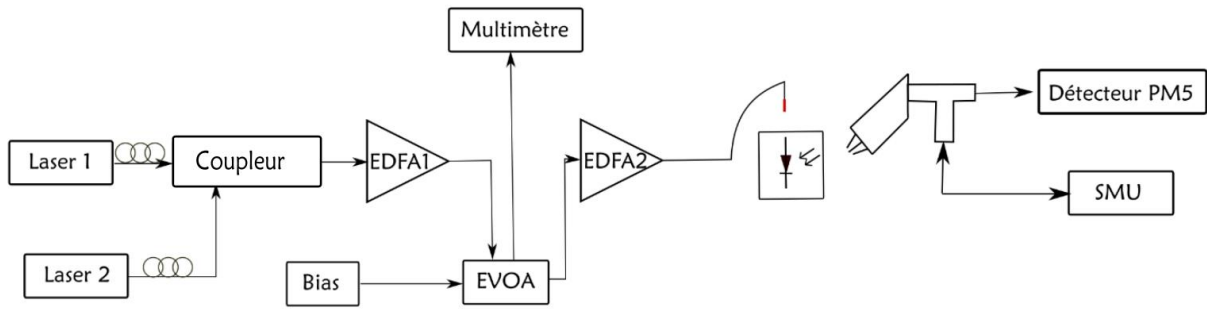 Multimètre
Détecteur PM5
Laser 1
Coupleur
EDFA1
EDFA2
SMU
Laser 2
Bias
EVOA